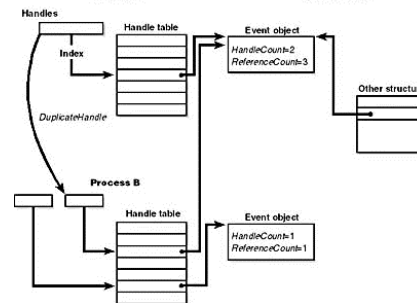 Handles
Handle table
Event object
Index
HandleCount=2
ReferenceCount=3
Other structu
DuplicateHandle
Process B
Handle table
Event object
HandleCount=1
ReferenceCount=1